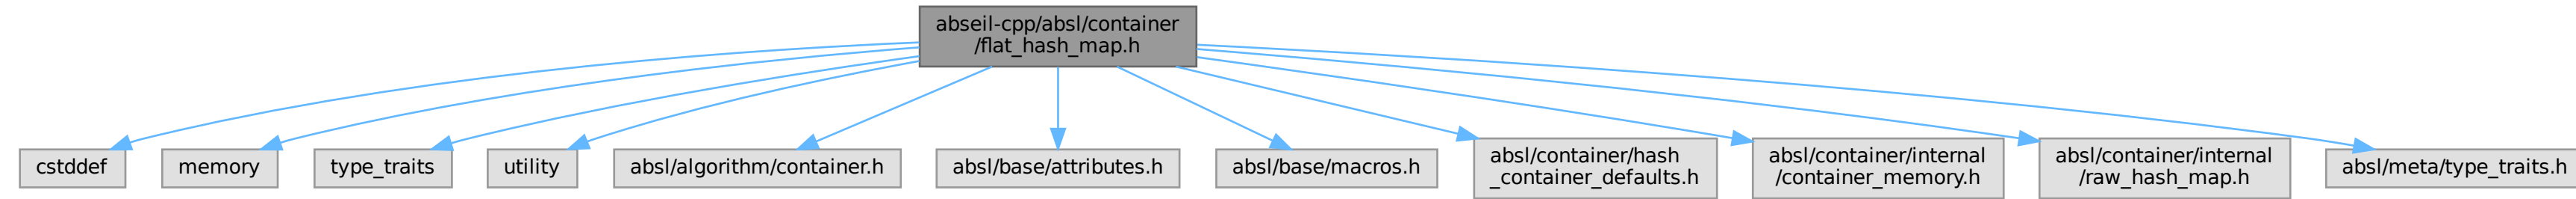 abseil-cpp/absl/container
/flat_hash_map.h
cstddef
memory
type_traits
utility
absl/algorithm/container.h
absl/base/attributes.h
absl/base/macros.h
absl/container/hash
_container_defaults.h
absl/container/internal
/container_memory.h
absl/container/internal
/raw_hash_map.h
absl/meta/type_traits.h